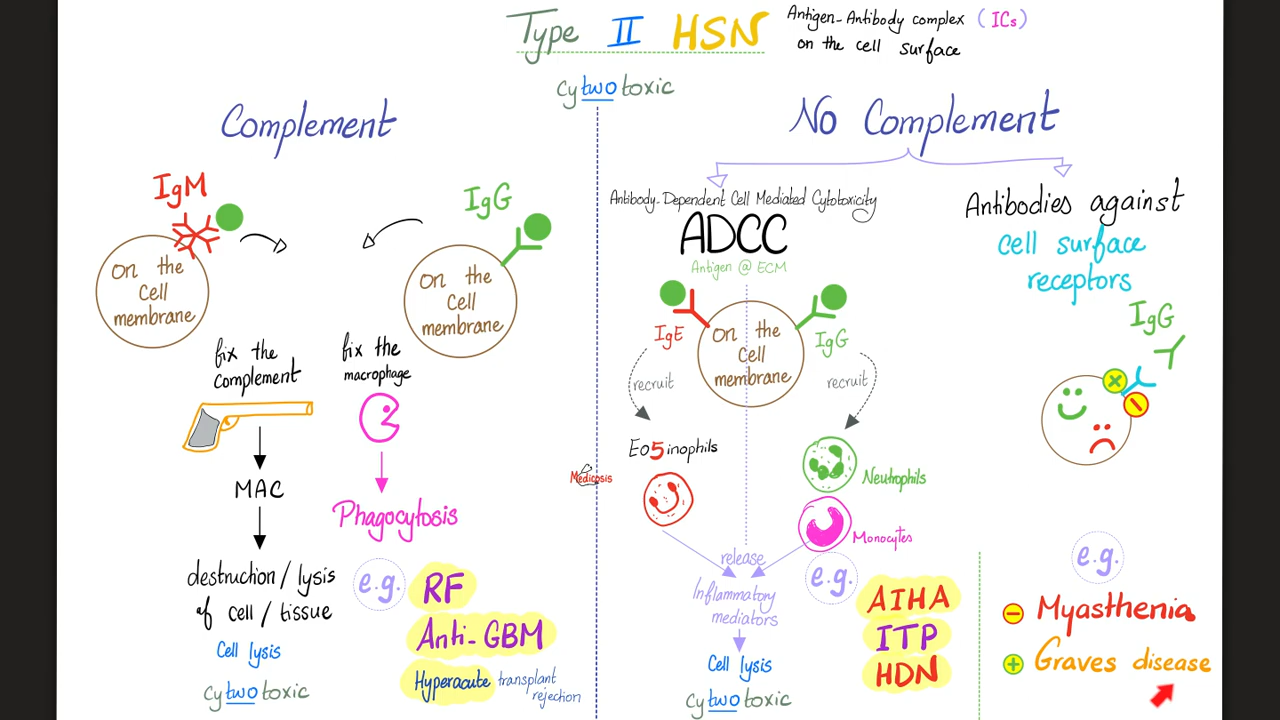 Type II HSN
Antigen-Antibody complex (ICs)
on the cell surface
cytwotoxic
Complement
IgM
On the
Cell
membrane
IgG
On the
Cell
membrane
fix the
complement
fix the
macrophage
MAC
Phagocytosis
destruction/lysis
of cell/tissue
Cell lysis
cytwotoxic
e.g.
RF
Anti-GBM
Hyperacute transplant
rejection
Medicosis
No Complement
Antibody-Dependent Cell Mediated Cytotoxicity
ADCC
Antigen @ ECM
IgE
On the
Cell
membrane
IgG
recruit
recruit
Eo5inophils
Neutrophils
Monocytes
release
Inflammatory
mediators
Cell lysis
cytwotoxic
e.g.
AIHA
ITP
HDN
Antibodies against
cell surface
receptors
IgG
+
−
e.g.
− Myasthenia
+ Graves disease